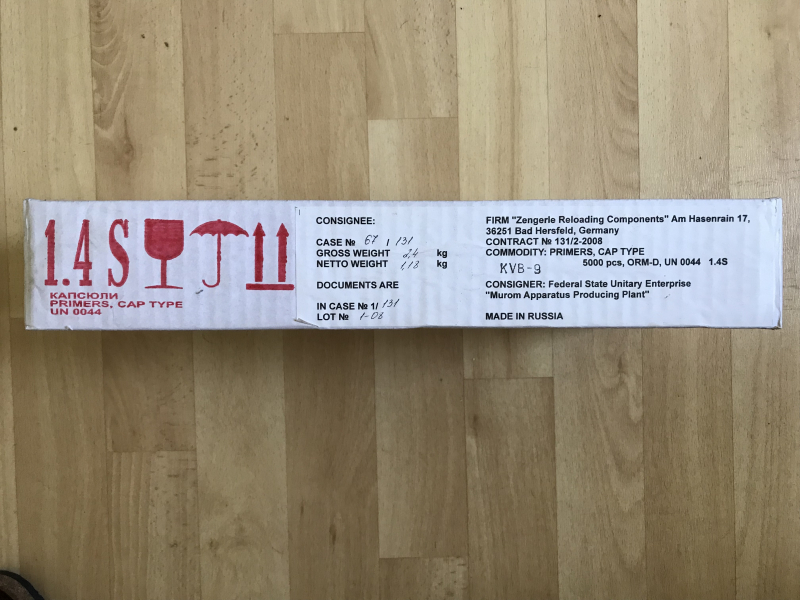 1.4 S
КАПСЮЛИ
PRIMERS, CAP TYPE
UN 0044
CONSIGNEE:
CASE № 67 / 131
GROSS WEIGHT 2,4 kg
NETTO WEIGHT 1,18 kg
DOCUMENTS ARE
IN CASE № 1/ 131
LOT № 1-08
FIRM "Zengerle Reloading Components" Am Hasenrain 17,
36251 Bad Hersfeld, Germany
CONTRACT № 131/2-2008
COMMODITY: PRIMERS, CAP TYPE
KVB-9 5000 pcs, ORM-D, UN 0044 1.4S
CONSIGNER: Federal State Unitary Enterprise
"Murom Apparatus Producing Plant"
MADE IN RUSSIA